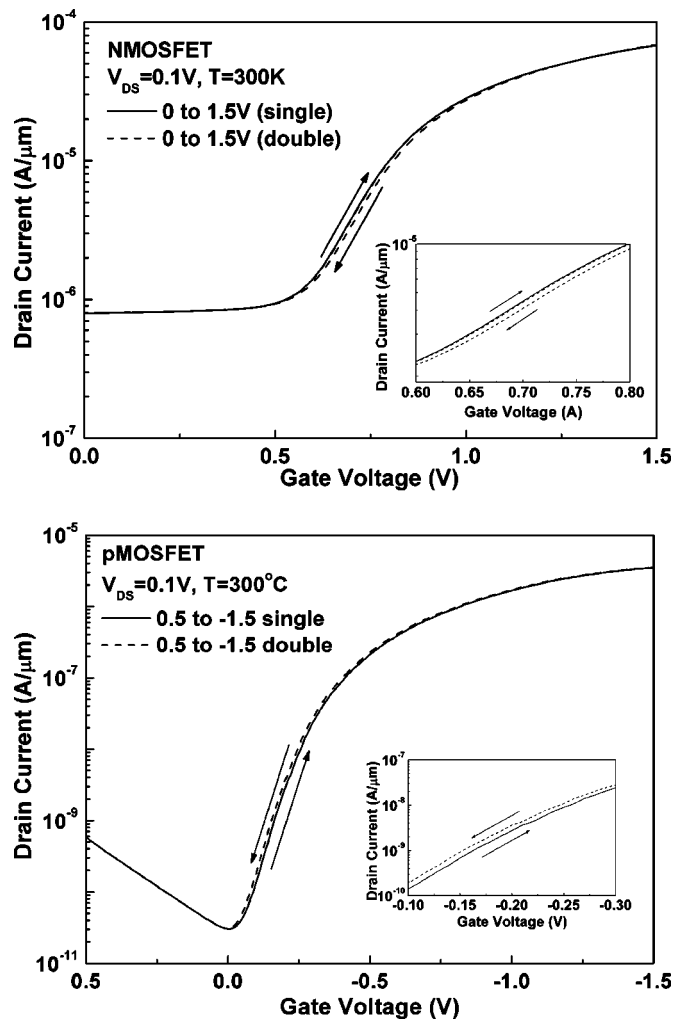 NMOSFET
V_DS=0.1V, T=300K
0 to 1.5V (single)
0 to 1.5V (double)
10^-4
10^-5
10^-6
10^-7
Drain Current (A/μm)
0.0
0.5
1.0
1.5
Gate Voltage (V)
10^-5
Drain Current (A/μm)
0.60
0.65
0.70
0.75
0.80
Gate Voltage (A)
pMOSFET
V_DS=0.1V, T=300°C
0.5 to -1.5 single
0.5 to -1.5 double
10^-5
10^-7
10^-9
10^-11
Drain Current (A/μm)
0.5
0.0
-0.5
-1.0
-1.5
Gate Voltage (V)
10^-7
10^-8
10^-9
10^-10
Drain Current (A/μm)
-0.10
-0.15
-0.20
-0.25
-0.30
Gate Voltage (V)